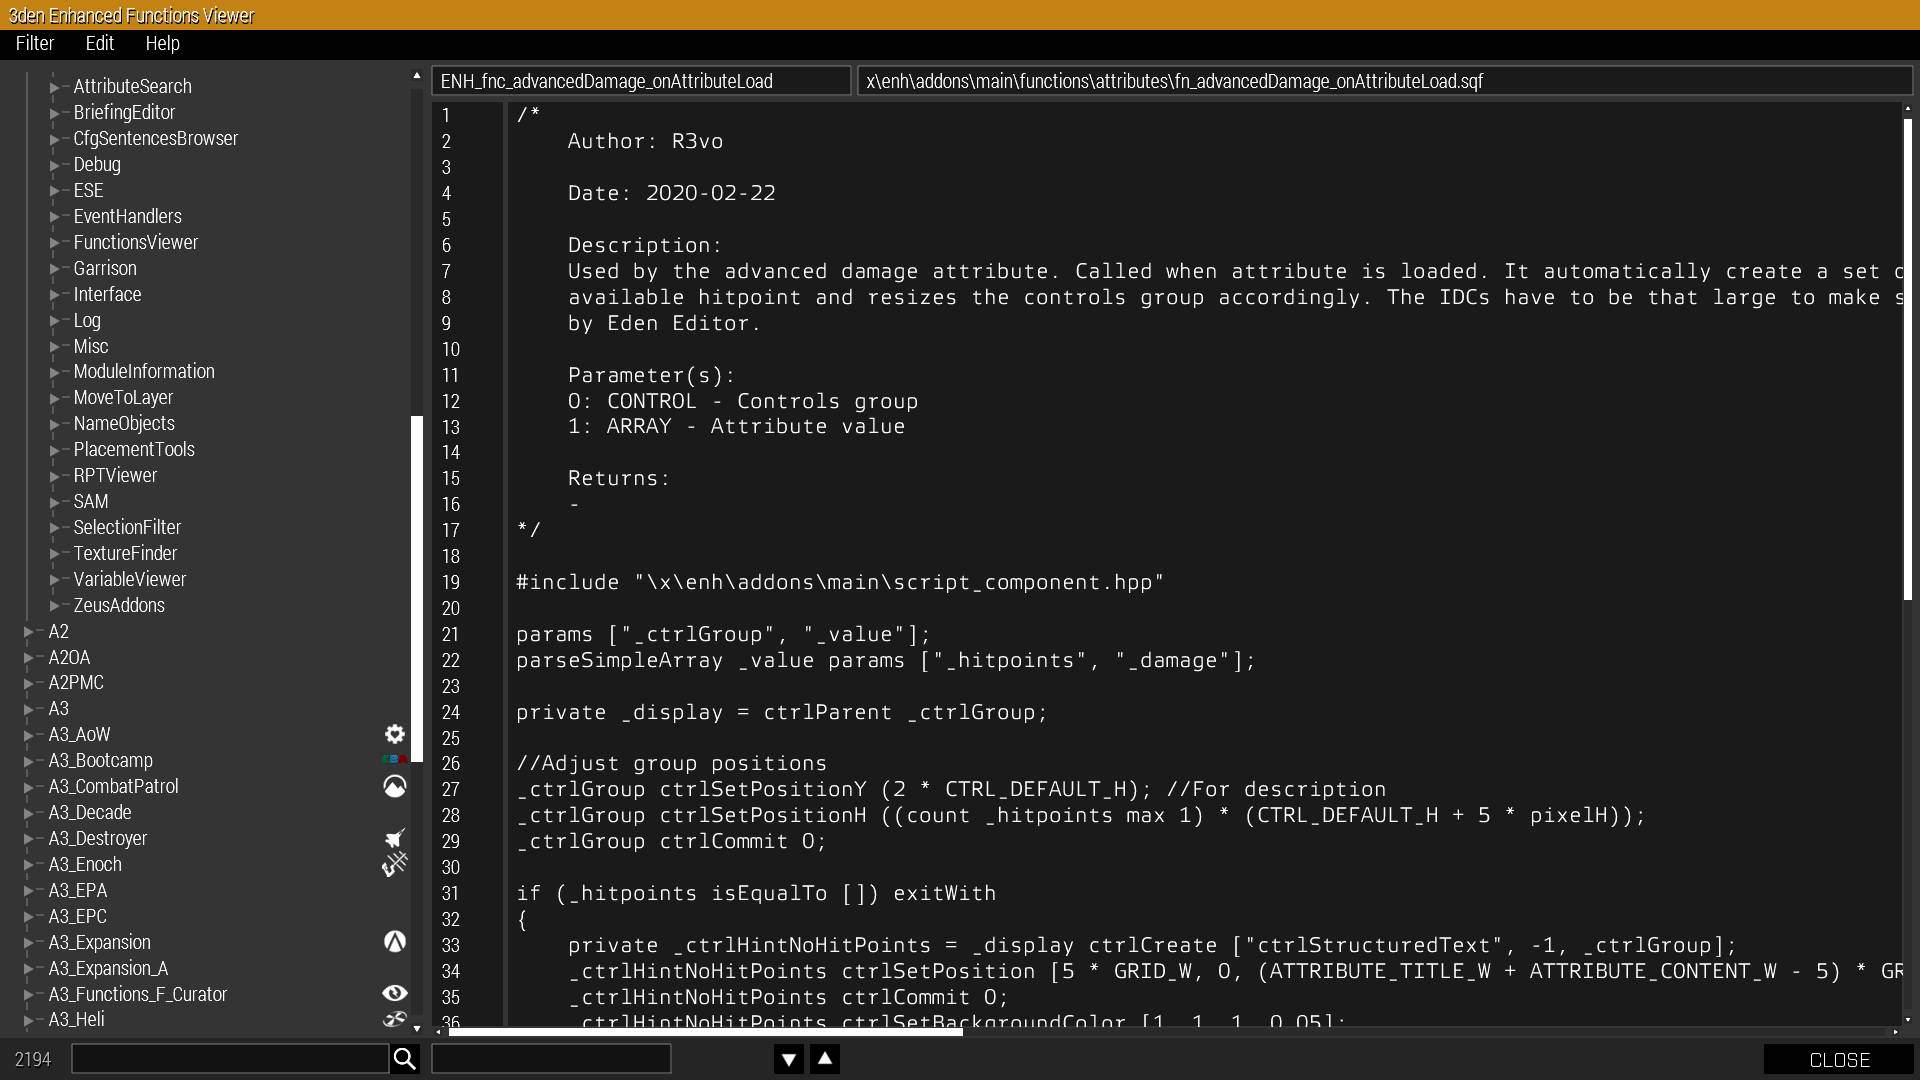 3den Enhanced Functions Viewer
Filter Edit Help
AttributeSearch
BriefingEditor
CfgSentencesBrowser
Debug
ESE
EventHandlers
FunctionsViewer
Garrison
Interface
Log
Misc
ModuleInformation
MoveToLayer
NameObjects
PlacementTools
RPTViewer
SAM
SelectionFilter
TextureFinder
VariableViewer
ZeusAddons
A2
A2OA
A2PMC
A3
A3_AoW
A3_Bootcamp
A3_CombatPatrol
A3_Decade
A3_Destroyer
A3_Enoch
A3_EPA
A3_EPC
A3_Expansion
A3_Expansion_A
A3_Functions_F_Curator
A3_Heli
ENH_fnc_advancedDamage_onAttributeLoad
x\enh\addons\main\functions\attributes\fn_advancedDamage_onAttributeLoad.sqf
1 /*
2 Author: R3vo
3
4 Date: 2020-02-22
5
6 Description:
7 Used by the advanced damage attribute. Called when attribute is loaded. It automatically create a set
8 available hitpoint and resizes the controls group accordingly. The IDCs have to be that large to make
9 by Eden Editor.
10
11 Parameter(s):
12 0: CONTROL - Controls group
13 1: ARRAY - Attribute value
14
15 Returns:
16 -
17 */
18
19 #include "\x\enh\addons\main\script_component.hpp"
20
21 params ["_ctrlGroup", "_value"];
22 parseSimpleArray _value params ["_hitpoints", "_damage"];
23
24 private _display = ctrlParent _ctrlGroup;
25
26 //Adjust group positions
27 _ctrlGroup ctrlSetPositionY (2 * CTRL_DEFAULT_H); //For description
28 _ctrlGroup ctrlSetPositionH ((count _hitpoints max 1) * (CTRL_DEFAULT_H + 5 * pixelH));
29 _ctrlGroup ctrlCommit 0;
30
31 if (_hitpoints isEqualTo []) exitWith
32 {
33 private _ctrlHintNoHitPoints = _display ctrlCreate ["ctrlStructuredText", -1, _ctrlGroup];
34 _ctrlHintNoHitPoints ctrlSetPosition [5 * GRID_W, 0, (ATTRIBUTE_TITLE_W + ATTRIBUTE_CONTENT_W - 5) * GR
35 _ctrlHintNoHitPoints ctrlCommit 0;
36 _ctrlHintNoHitPoints ctrlSetBackgroundColor [1, 1, 1, 0.05];
2194
CLOSE